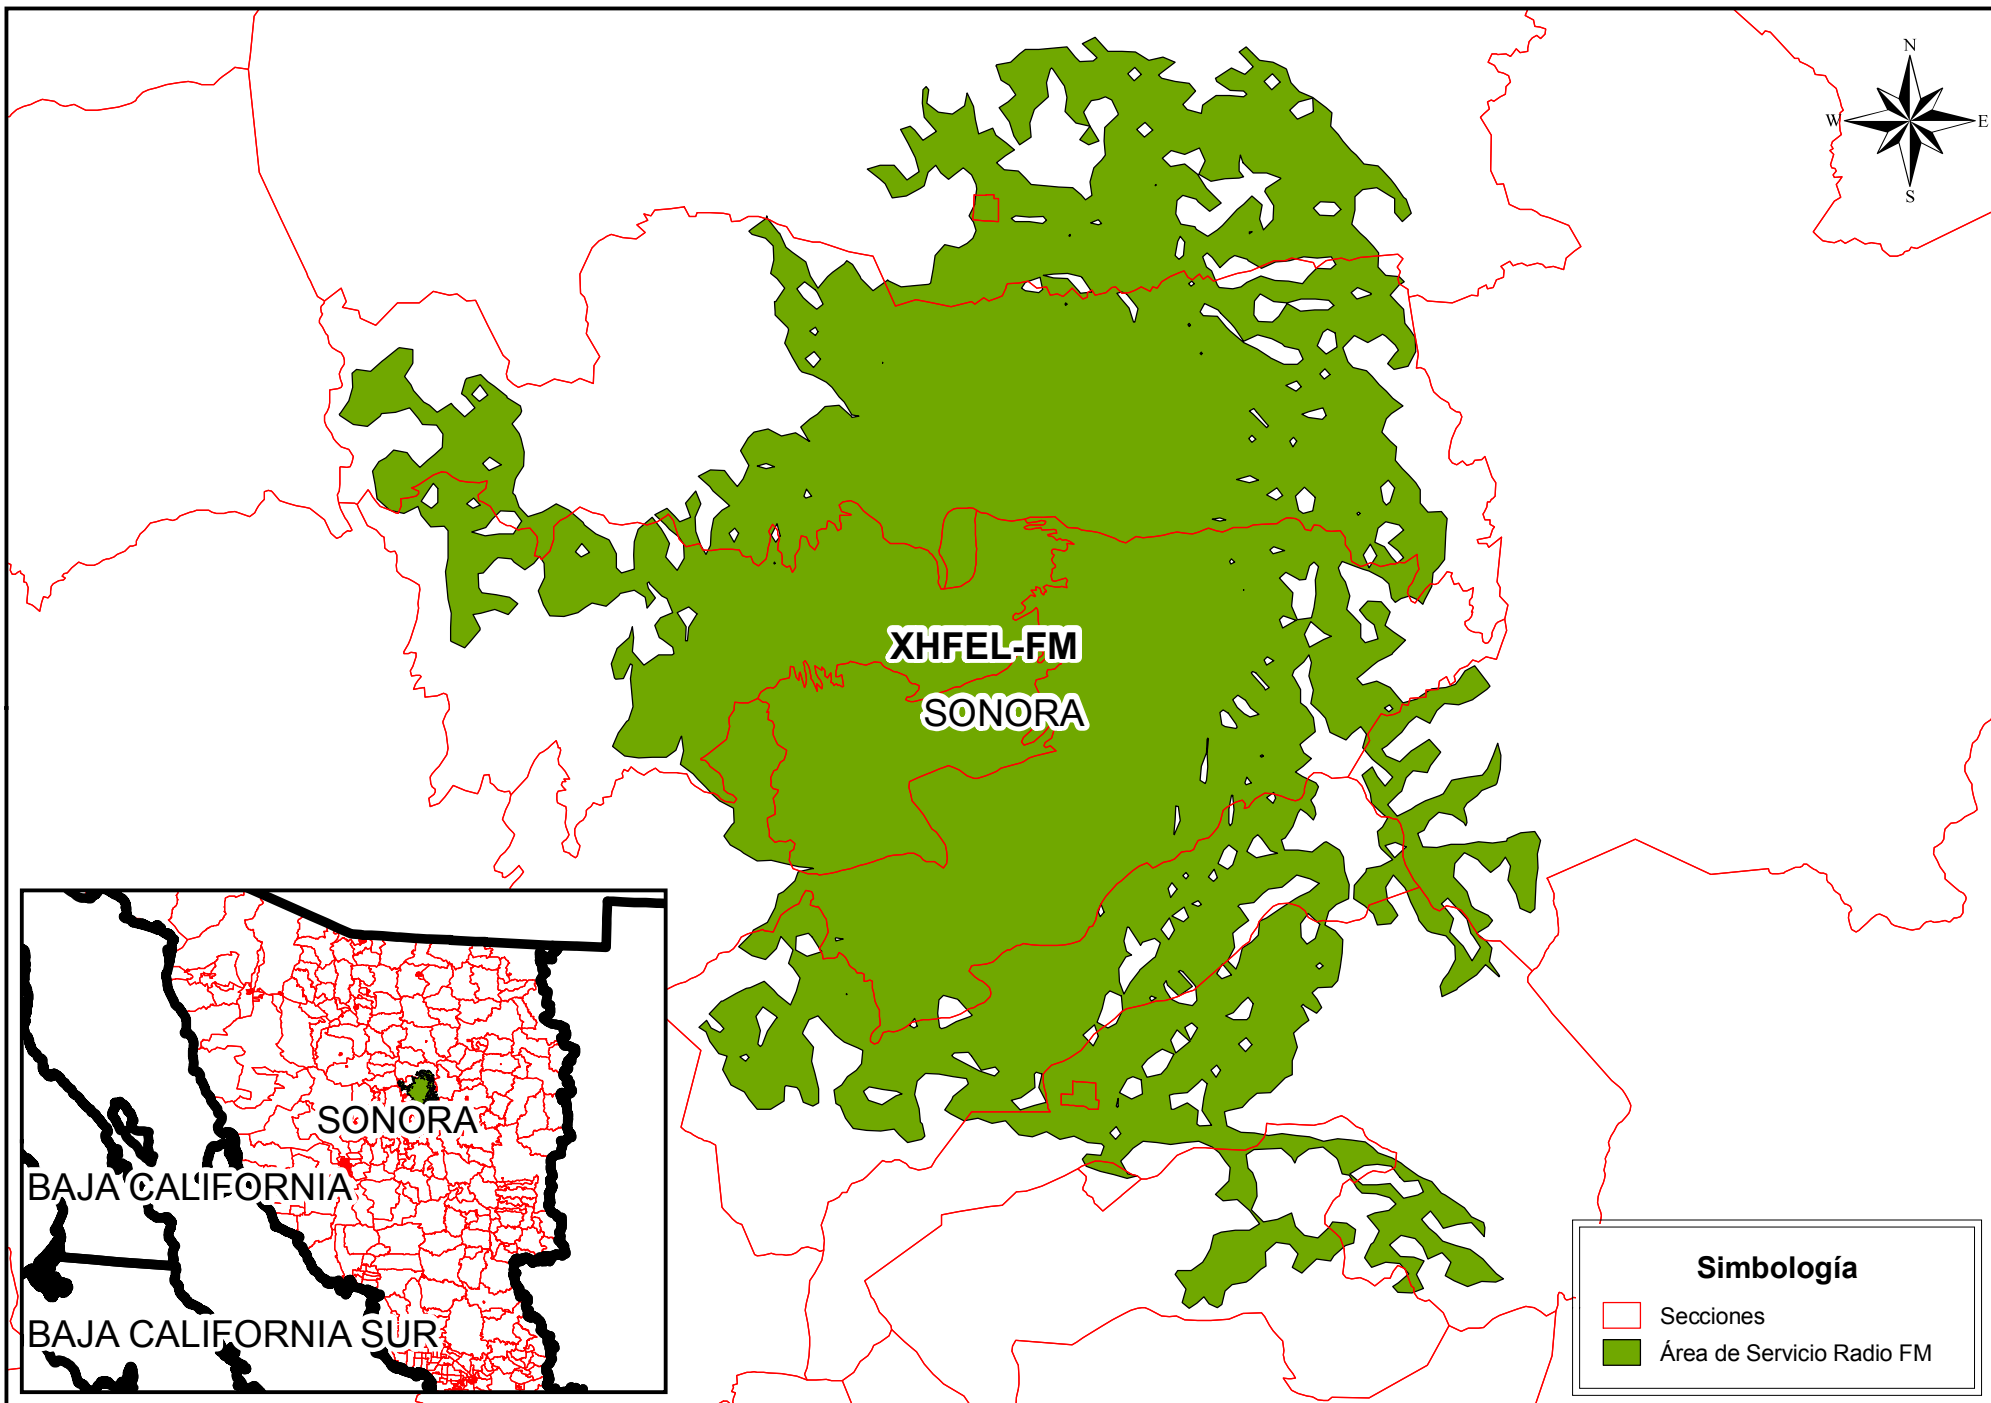 N
W E
S
XHFEL-FM
SONORA
SONORA
BAJA CALIFORNIA
BAJA CALIFORNIA SUR
Simbología
Secciones
Área de Servicio Radio FM